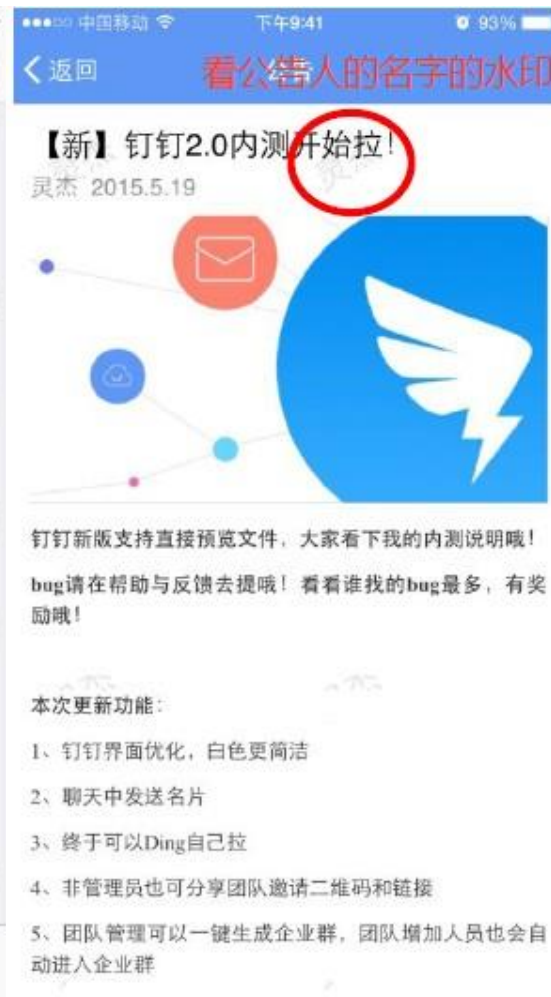 中国移动 下午9:41 93%
返回 公告
看公告人的名字的水印
【新】钉钉2.0内测开始拉!
灵杰 2015.5.19
钉钉新版支持直接预览文件，大家看下我的内测说明哦!
bug请在帮助与反馈去提哦! 看看谁找的bug最多，有奖
励哦!
本次更新功能:
1、钉钉界面优化，白色更简洁
2、聊天中发送名片
3、终于可以Ding自己拉
4、非管理员也可分享团队邀请二维码和链接
5、团队管理可以一键生成企业群，团队增加人员也会自
动进入企业群